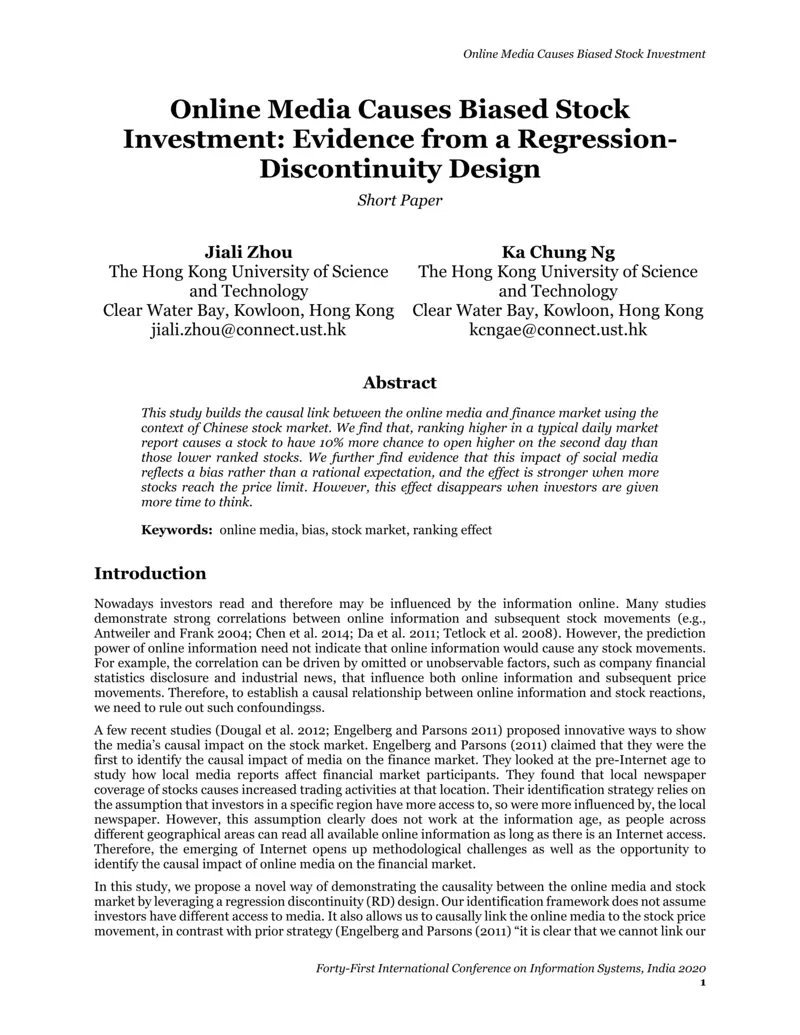 Online Media Causes Biased Stock Investment
Online Media Causes Biased Stock
Investment: Evidence from a Regression-
Discontinuity Design
Short Paper
Jiali Zhou
The Hong Kong University of Science
and Technology
Clear Water Bay, Kowloon, Hong Kong
jiali.zhou@connect.ust.hk
Ka Chung Ng
The Hong Kong University of Science
and Technology
Clear Water Bay, Kowloon, Hong Kong
kcngae@connect.ust.hk
Abstract
This study builds the causal link between the online media and finance market using the
context of Chinese stock market. We find that, ranking higher in a typical daily market
report causes a stock to have 10% more chance to open higher on the second day than
those lower ranked stocks. We further find evidence that this impact of social media
reflects a bias rather than a rational expectation, and the effect is stronger when more
stocks reach the price limit. However, this effect disappears when investors are given
more time to think.
Keywords: online media, bias, stock market, ranking effect
Introduction
Nowadays investors read and therefore may be influenced by the information online. Many studies
demonstrate strong correlations between online information and subsequent stock movements (e.g.,
Antweiler and Frank 2004; Chen et al. 2014; Da et al. 2011; Tetlock et al. 2008). However, the prediction
power of online information need not indicate that online information would cause any stock movements.
For example, the correlation can be driven by omitted or unobservable factors, such as company financial
statistics disclosure and industrial news, that influence both online information and subsequent price
movements. Therefore, to establish a causal relationship between online information and stock reactions,
we need to rule out such confoundingss.
A few recent studies (Dougal et al. 2012; Engelberg and Parsons 2011) proposed innovative ways to show
the media's causal impact on the stock market. Engelberg and Parsons (2011) claimed that they were the
first to identify the causal impact of media on the finance market. They looked at the pre-Internet age to
study how local media reports affect financial market participants. They found that local newspaper
coverage of stocks causes increased trading activities at that location. Their identification strategy relies on
the assumption that investors in a specific region have more access to, so were more influenced by, the local
newspaper. However, this assumption clearly does not work at the information age, as people across
different geographical areas can read all available online information as long as there is an Internet access.
Therefore, the emerging of Internet opens up methodological challenges as well as the opportunity to
identify the causal impact of online media on the financial market.
In this study, we propose a novel way of demonstrating the causality between the online media and stock
market by leveraging a regression discontinuity (RD) design. Our identification framework does not assume
investors have different access to media. It also allows us to causally link the online media to the stock price
movement, in contrast with prior strategy (Engelberg and Parsons (2011) "it is clear that we cannot link our
Forty-First International Conference on Information Systems, India 2020
1